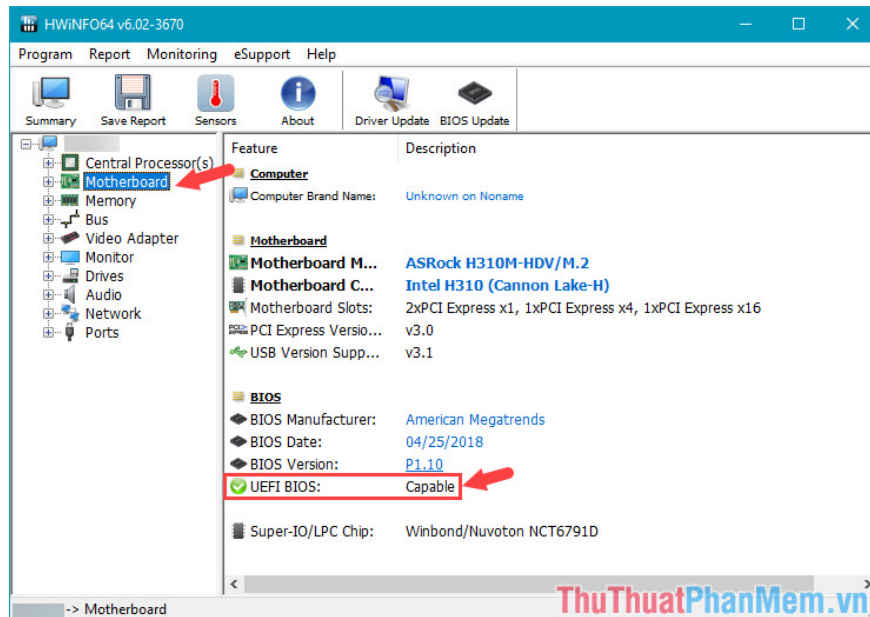 HWiNFO64 v6.02-3670
Program Report Monitoring eSupport Help
Summary Save Report Sensors About Driver Update BIOS Update
Feature Description
Central Processor(s)
Motherboard
Memory
Bus
Video Adapter
Monitor
Drives
Audio
Network
Ports
Computer
Computer Brand Name: Unknown on Noname
Motherboard
Motherboard M... ASRock H310M-HDV/M.2
Motherboard C... Intel H310 (Cannon Lake-H)
Motherboard Slots: 2xPCI Express x1, 1xPCI Express x4, 1xPCI Express x16
PCI Express Versio... v3.0
USB Version Supp... v3.1
BIOS
BIOS Manufacturer: American Megatrends
BIOS Date: 04/25/2018
BIOS Version: P1.10
UEFI BIOS: Capable
Super-IO/LPC Chip: Winbond/Nuvoton NCT6791D
-> Motherboard
ThuThuatPhanMem.vn